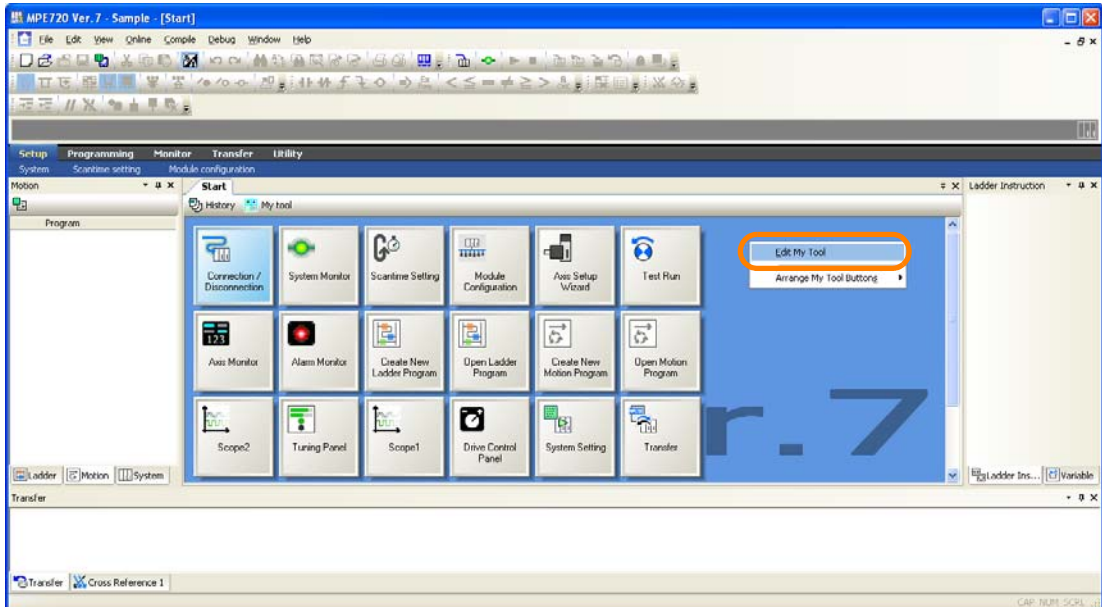 MPE720 Ver. 7 - Sample - [Start]
File Edit View Online Compile Debug Window Help
Setup Programming Monitor Transfer Utility
System Scantime setting Module configuration
Motion
Start
Ladder Instruction
History My tool
Program
Edit My Tool
Arrange My Tool Buttons
Connection /
Disconnection
System Monitor
Scantime Setting
Module
Configuration
Axis Setup
Wizard
Test Run
123
Axis Monitor
Alarm Monitor
Create New
Ladder Program
Open Ladder
Program
Create New
Motion Program
Open Motion
Program
Scope2
Tuning Panel
Scope1
Drive Control
Panel
System Setting
Transfer
r.7
Ladder Motion System
Ladder Ins... Variable
Transfer
Transfer Cross Reference 1
CAP NUM SCRL